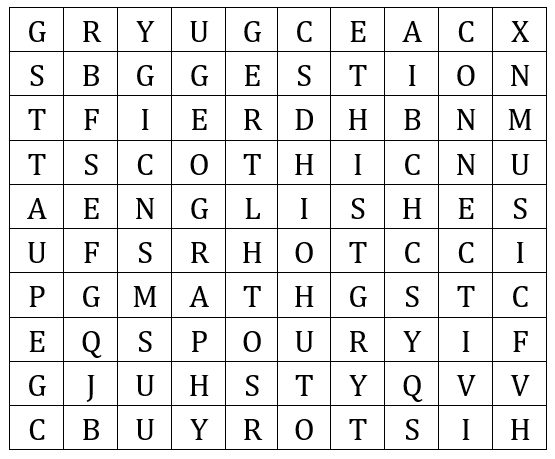 G R Y U G C E A C X
S B G G E S T I O N
T F I E R D H B N M
T S C O T H I C N U
A E N G L I S H E S
U F S R H O T C C I
P G M A T H G S T C
E Q S P O U R Y I F
G J U H S T Y Q V V
C B U Y R O T S I H